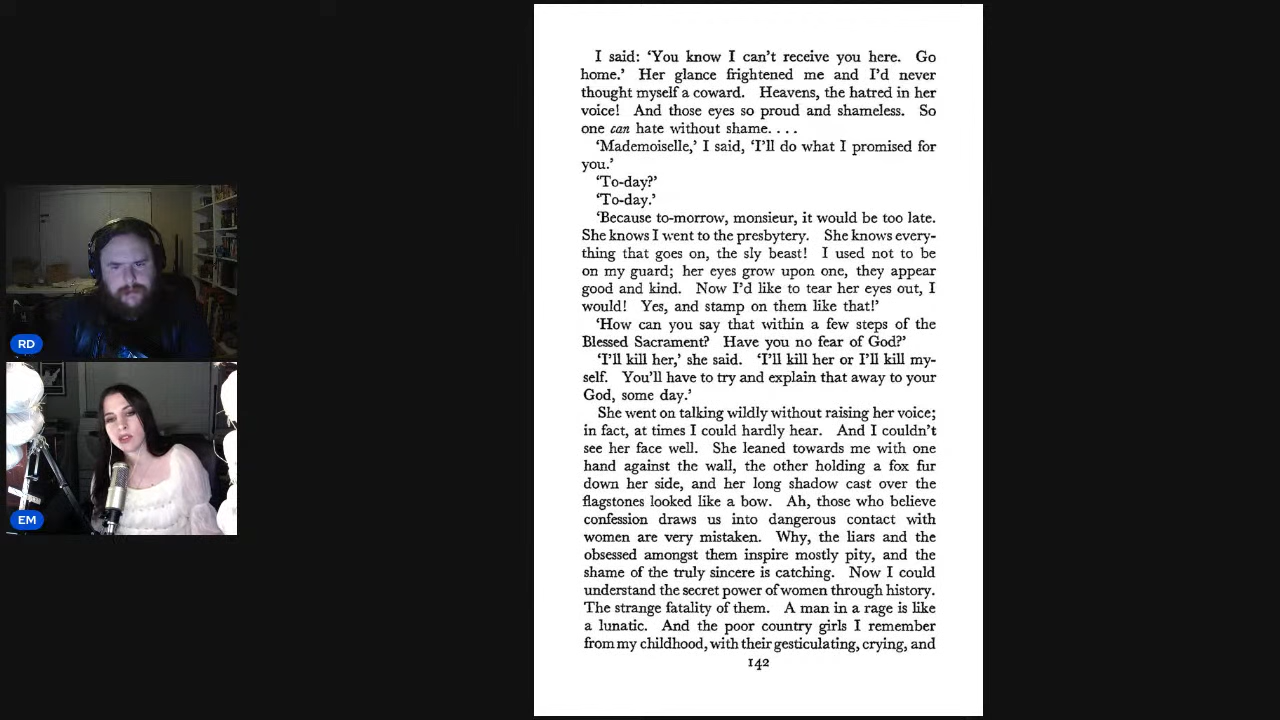 I said: ‘You know I can’t receive you here. Go
home.’ Her glance frightened me and I’d never
thought myself a coward. Heavens, the hatred in her
voice! And those eyes so proud and shameless. So
one can hate without shame. . . .
‘Mademoiselle,’ I said, ‘I’ll do what I promised for
you.’
‘To-day?’
‘To-day.’
‘Because to-morrow, monsieur, it would be too late.
She knows I went to the presbytery. She knows every-
thing that goes on, the sly beast! I used not to be
on my guard; her eyes grow upon one, they appear
good and kind. Now I’d like to tear her eyes out, I
would! Yes, and stamp on them like that!’
‘How can you say that within a few steps of the
Blessed Sacrament? Have you no fear of God?’
‘I’ll kill her,’ she said. ‘I’ll kill her or I’ll kill my-
self. You’ll have to try and explain that away to your
God, some day.’
She went on talking wildly without raising her voice;
in fact, at times I could hardly hear. And I couldn’t
see her face well. She leaned towards me with one
hand against the wall, the other holding a fox fur
down her side, and her long shadow cast over the
flagstones looked like a bow. Ah, those who believe
confession draws us into dangerous contact with
women are very mistaken. Why, the liars and the
obsessed amongst them inspire mostly pity, and the
shame of the truly sincere is catching. Now I could
understand the secret power of women through history.
The strange fatality of them. A man in a rage is like
a lunatic. And the poor country girls I remember
from my childhood, with their gesticulating, crying, and
142
RD
EM